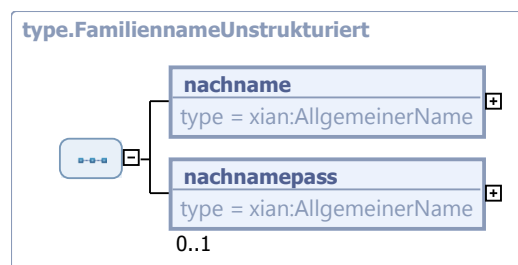 type.FamiliennameUnstrukturiert
nachname
type = xian:AllgemeinerName
nachnamepass
type = xian:AllgemeinerName
0..1